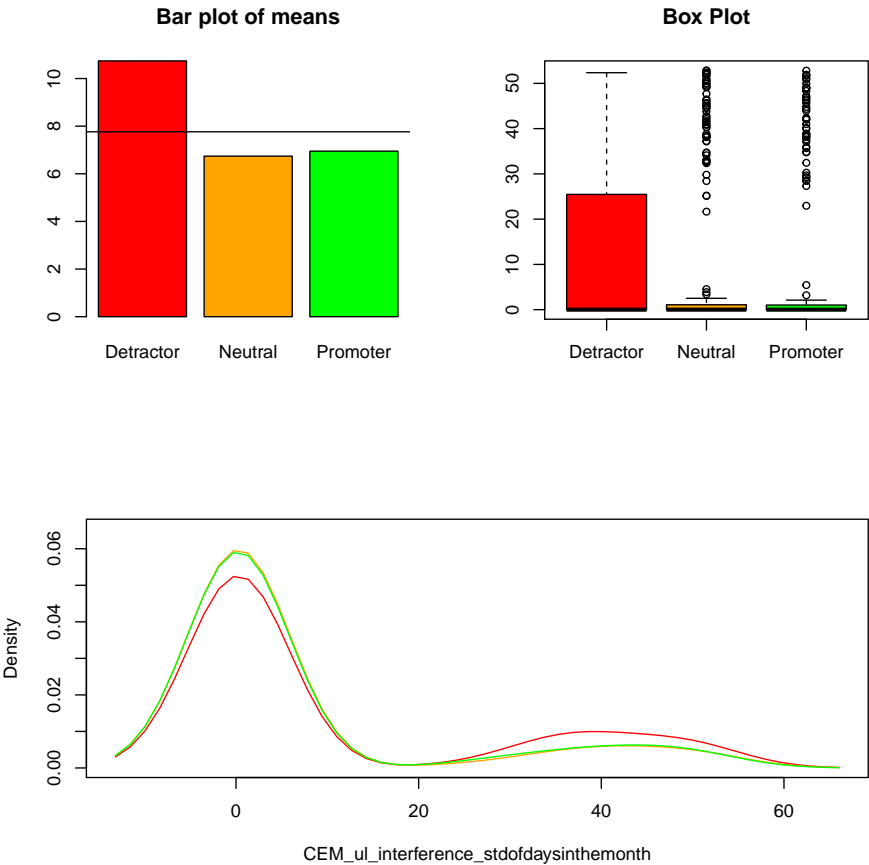 Bar plot of means
10
8
6
4
2
0
Detractor Neutral Promoter
Box Plot
50
40
30
20
10
0
Detractor Neutral Promoter
Density
0.06
0.04
0.02
0.00
0 20 40 60
CEM_ul_interference_stdofdaysinthemonth